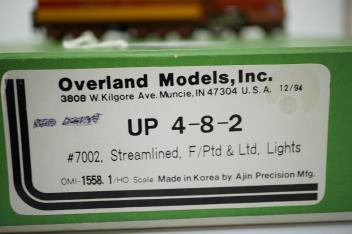 Overland Models, Inc.
3808 W. Kilgore Ave. Muncie, IN 47304 U.S.A. 12/94
UP 4-8-2
#7002, Streamlined, F/Ptd & Ltd, Lights
OMI-1558.1/HO Scale Made in Korea by Ajin Precision Mfg.